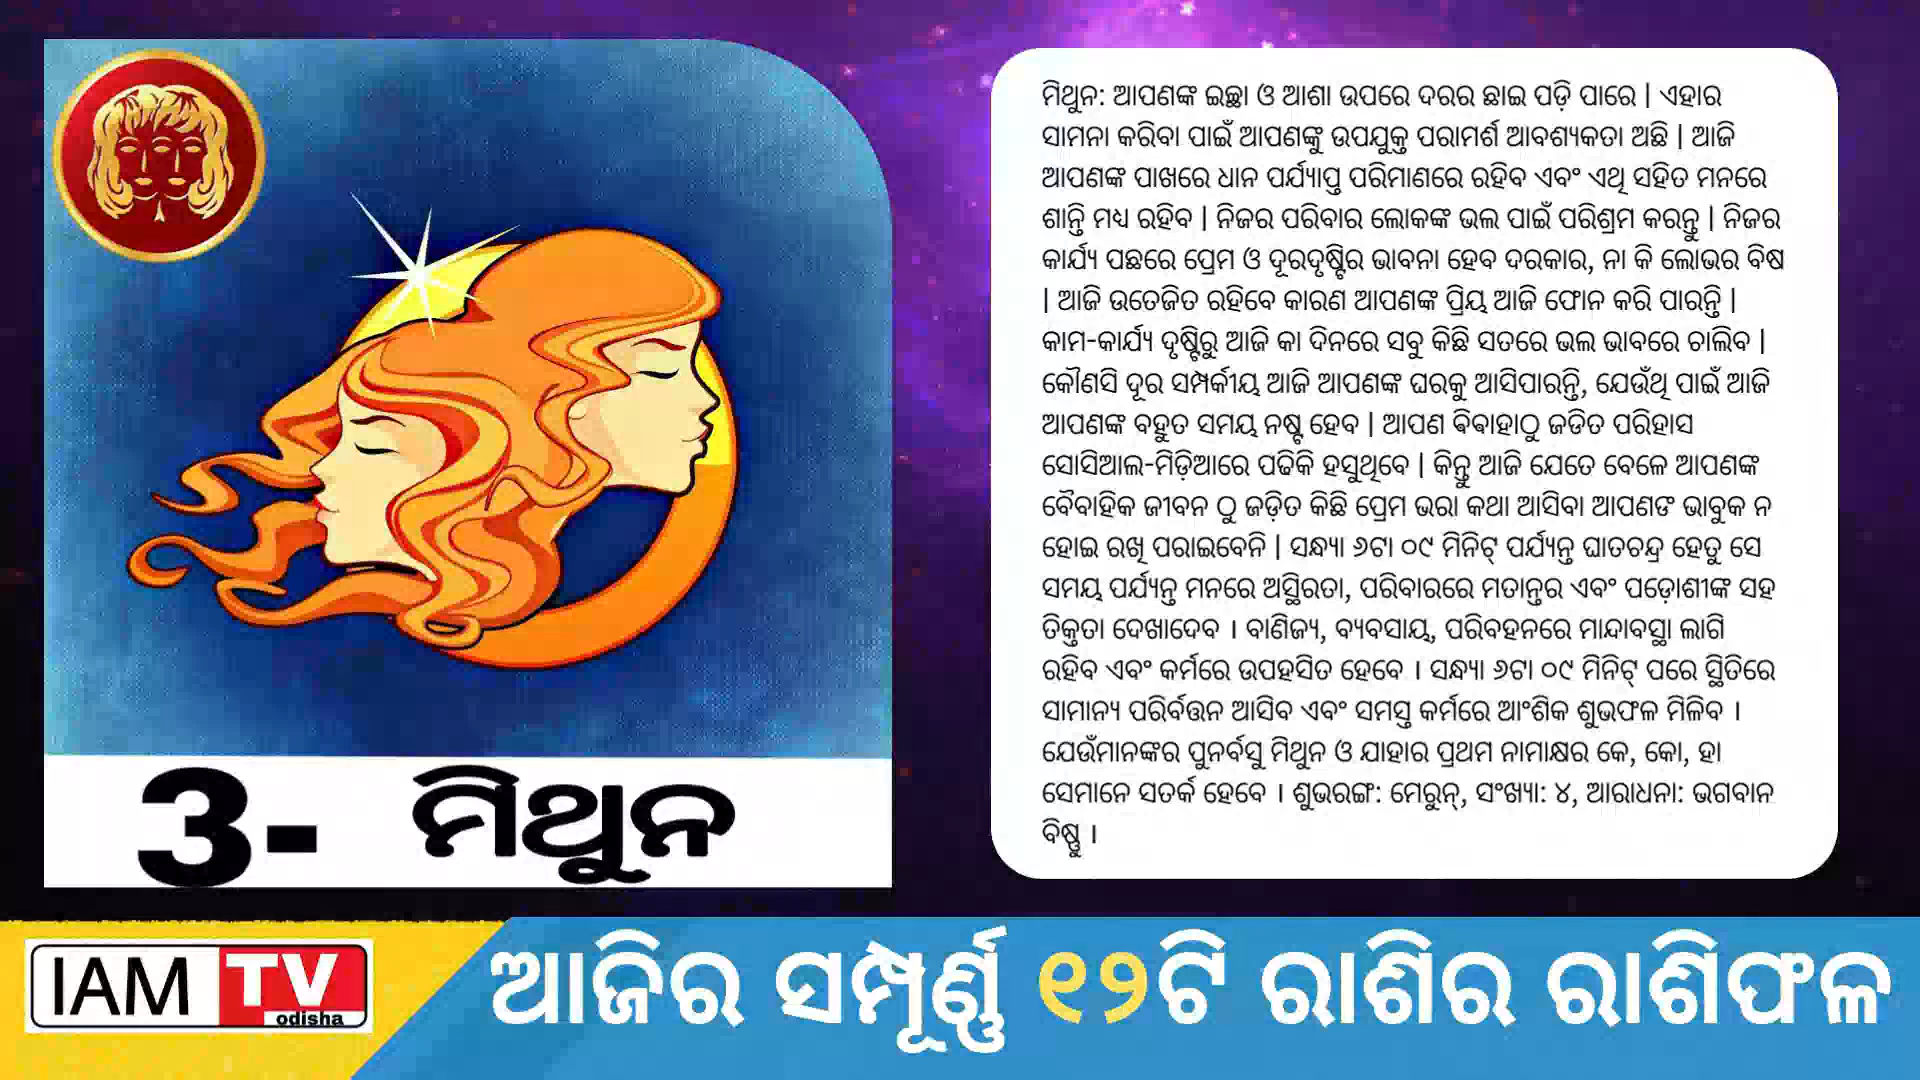 ମିଥୁନ: ଆପଣଙ୍କ ଇଚ୍ଛା ଓ ଆଶା ଉପରେ ଦରର ଛାଇ ପଡ଼ି ପାରେ | ଏହାର
ସାମନା କରିବା ପାଇଁ ଆପଣଙ୍କୁ ଉପଯୁକ୍ତ ପରାମର୍ଶ ଆବଶ୍ୟକତା ଅଛି | ଆଜି
ଆପଣଙ୍କ ପାଖରେ ଧାନ ପର୍ଯ୍ୟାପ୍ତ ପରିମାଣରେ ରହିବ ଏବଂ ଏଥି ସହିତ ମନରେ
ଶାନ୍ତି ମଧ୍ୟ ରହିବ | ନିଜର ପରିବାର ଲୋକଙ୍କ ଭଲ ପାଇଁ ପରିଶ୍ରମ କରନ୍ତୁ | ନିଜର
କାର୍ଯ୍ୟ ପଛରେ ପ୍ରେମ ଓ ଦୂରଦୃଷ୍ଟିର ଭାବନା ହେବ ଦରକାର, ନା କି ଲୋଭର ବିଷ
| ଆଜି ଉତେଜିତ ରହିବେ କାରଣ ଆପଣଙ୍କ ପ୍ରିୟ ଆଜି ଫୋନ କରି ପାରନ୍ତି |
କାମ-କାର୍ଯ୍ୟ ଦୃଷ୍ଟିରୁ ଆଜି କା ଦିନରେ ସବୁ କିଛି ସତରେ ଭଲ ଭାବରେ ଚାଲିବ |
କୌଣସି ଦୂର ସମ୍ପର୍କୀୟ ଆଜି ଆପଣଙ୍କ ଘରକୁ ଆସିପାରନ୍ତି, ଯେଉଁଥି ପାଇଁ ଆଜି
ଆପଣଙ୍କ ବହୁତ ସମୟ ନଷ୍ଟ ହେବ | ଆପଣ ଵିଵାହାଠୁ ଜଡିତ ପରିହାସ
ସୋସିଆଲ-ମିଡ଼ିଆରେ ପଢିକି ହସୁଥିବେ | କିନ୍ତୁ ଆଜି ଯେତେ ବେଳେ ଆପଣଙ୍କ
ବୈବାହିକ ଜୀବନ ଠୁ ଜଡ଼ିତ କିଛି ପ୍ରେମ ଭରା କଥା ଆସିବା ଆପଣଙ ଭାବୁକ ନ
ହୋଇ ରଖି ପରାଇବେନି | ସନ୍ଧ୍ୟା ୬ଟା ୦୯ ମିନିଟ୍ ପର୍ଯ୍ୟନ୍ତ ଘାତଚନ୍ଦ୍ର ହେତୁ ସେ
ସମୟ ପର୍ଯ୍ୟନ୍ତ ମନରେ ଅସ୍ଥିରତା, ପରିବାରରେ ମତାନ୍ତର ଏବଂ ପଡ଼ୋଶୀଙ୍କ ସହ
ତିକ୍ତତା ଦେଖାଦେବ । ବାଣିଜ୍ୟ, ବ୍ୟବସାୟ, ପରିବହନରେ ମାନ୍ଦାବସ୍ଥା ଲାଗି
ରହିବ ଏବଂ କର୍ମରେ ଉପହସିତ ହେବେ । ସନ୍ଧ୍ୟା ୬ଟା ୦୯ ମିନିଟ୍ ପରେ ସ୍ଥିତିରେ
ସାମାନ୍ୟ ପରିର୍ବତ୍ତନ ଆସିବ ଏବଂ ସମସ୍ତ କର୍ମରେ ଆଂଶିକ ଶୁଭଫଳ ମିଳିବ ।
ଯେଉଁମାନଙ୍କର ପୁନର୍ବସୁ ମିଥୁନ ଓ ଯାହାର ପ୍ରଥମ ନାମାକ୍ଷର କେ, କୋ, ହା
ସେମାନେ ସତର୍କ ହେବେ । ଶୁଭରଙ୍ଗ: ମେରୁନ୍, ସଂଖ୍ୟା: ୪, ଆରାଧନା: ଭଗବାନ
ବିଷ୍ଣୁ ।
3- ମିଥୁନ
IAM TV
odisha
ଆଜିର ସମ୍ପୂର୍ଣ୍ଣ ୧୨ଟି ରାଶିର ରାଶିଫଳ